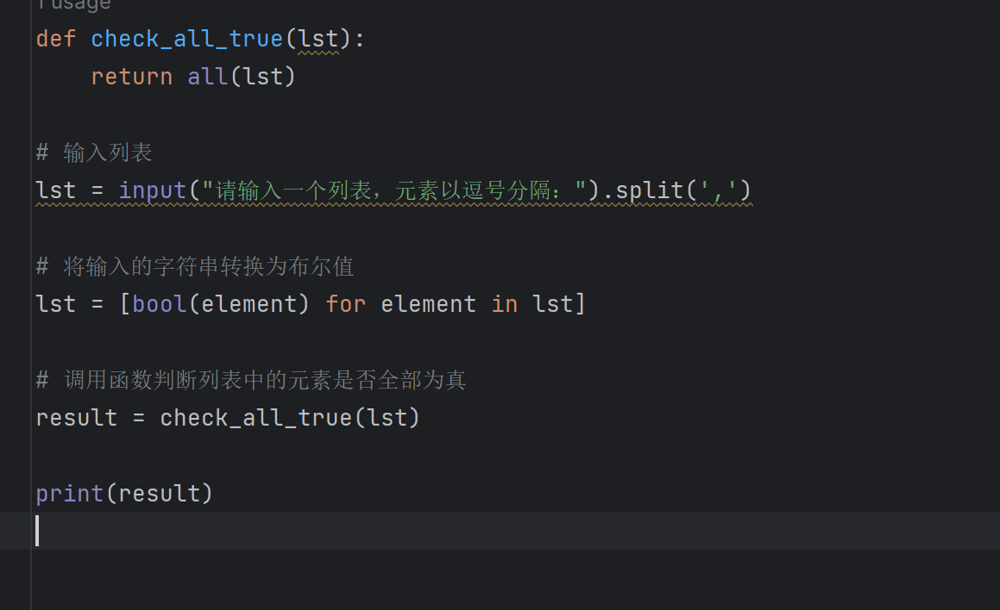 1 usage
def check_all_true(lst):
    return all(lst)
# 输入列表
lst = input("请输入一个列表，元素以逗号分隔：").split(',')
# 将输入的字符串转换为布尔值
lst = [bool(element) for element in lst]
# 调用函数判断列表中的元素是否全部为真
result = check_all_true(lst)
print(result)